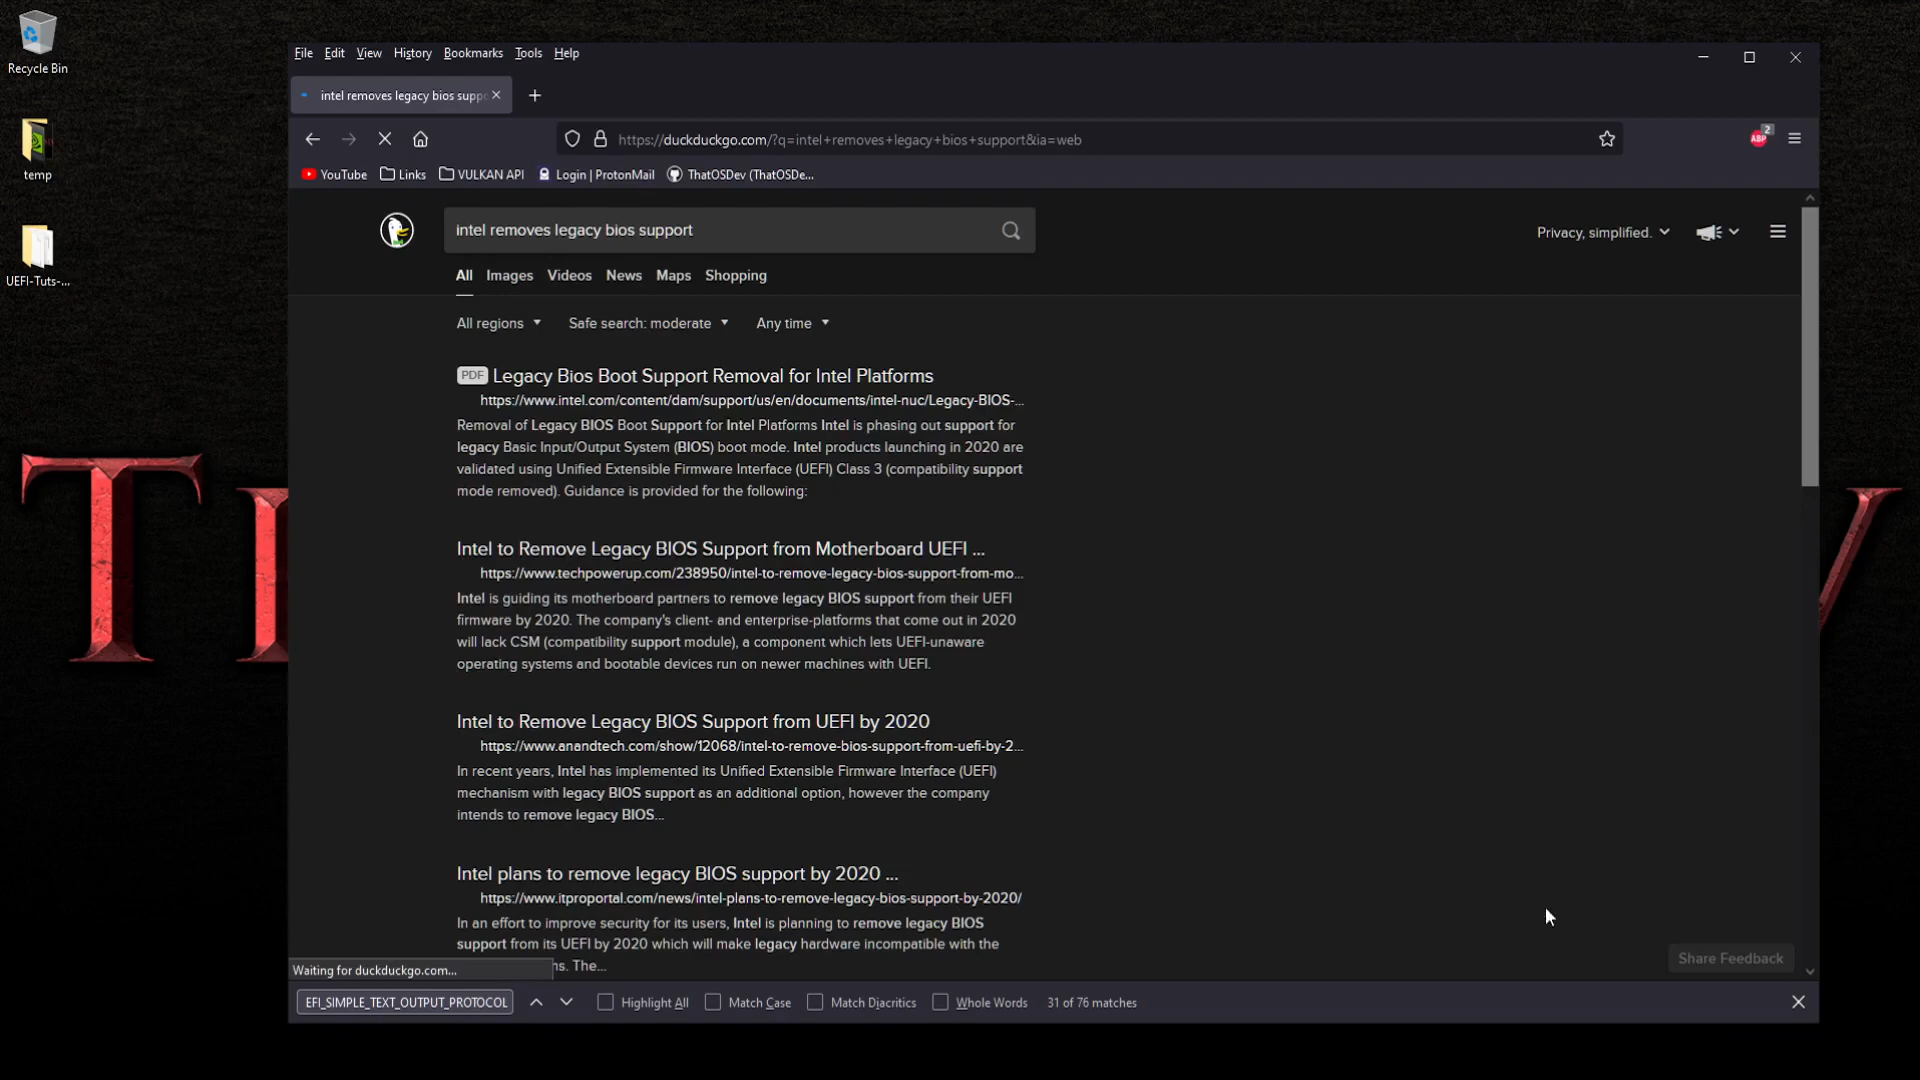 Recycle Bin
temp
UEFI-Tuts-...
File Edit View History Bookmarks Tools Help
intel removes legacy bios suppo
https://duckduckgo.com/?q=intel+removes+legacy+bios+support&ia=web
ABP 2
YouTube Links VULKAN API Login | ProtonMail ThatOSDev (ThatOSDe...
intel removes legacy bios support
Privacy, simplified.
All Images Videos News Maps Shopping
All regions Safe search: moderate Any time
PDF Legacy Bios Boot Support Removal for Intel Platforms
https://www.intel.com/content/dam/support/us/en/documents/intel-nuc/Legacy-BIOS-...
Removal of Legacy BIOS Boot Support for Intel Platforms Intel is phasing out support for
legacy Basic Input/Output System (BIOS) boot mode. Intel products launching in 2020 are
validated using Unified Extensible Firmware Interface (UEFI) Class 3 (compatibility support
mode removed). Guidance is provided for the following:
Intel to Remove Legacy BIOS Support from Motherboard UEFI ...
https://www.techpowerup.com/238950/intel-to-remove-legacy-bios-support-from-mo...
Intel is guiding its motherboard partners to remove legacy BIOS support from their UEFI
firmware by 2020. The company's client- and enterprise-platforms that come out in 2020
will lack CSM (compatibility support module), a component which lets UEFI-unaware
operating systems and bootable devices run on newer machines with UEFI.
Intel to Remove Legacy BIOS Support from UEFI by 2020
https://www.anandtech.com/show/12068/intel-to-remove-bios-support-from-uefi-by-2...
In recent years, Intel has implemented its Unified Extensible Firmware Interface (UEFI)
mechanism with legacy BIOS support as an additional option, however the company
intends to remove legacy BIOS...
Intel plans to remove legacy BIOS support by 2020 ...
https://www.itproportal.com/news/intel-plans-to-remove-legacy-bios-support-by-2020/
In an effort to improve security for its users, Intel is planning to remove legacy BIOS
support from its UEFI by 2020 which will make legacy hardware incompatible with the
ns. The...
Share Feedback
Waiting for duckduckgo.com...
EFI_SIMPLE_TEXT_OUTPUT_PROTOCOL Highlight All Match Case Match Diacritics Whole Words 31 of 76 matches